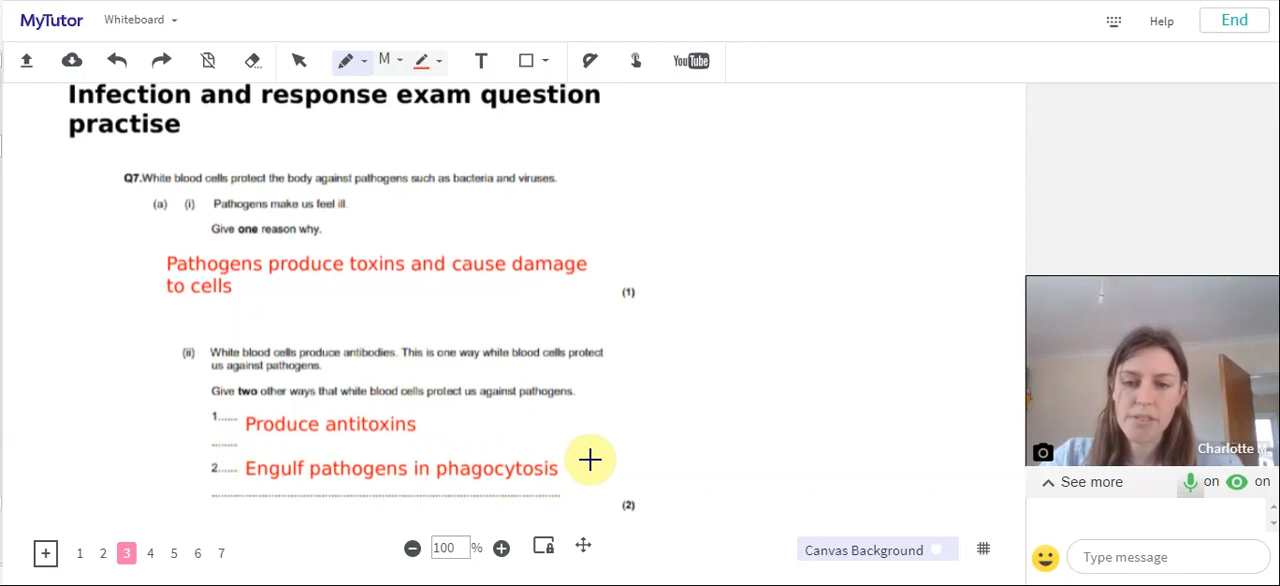 MyTutor Whiteboard Help End
M T YouTube
Infection and response exam question
practise
Q7.White blood cells protect the body against pathogens such as bacteria and viruses.
(a) (i) Pathogens make us feel ill.
Give one reason why.
Pathogens produce toxins and cause damage
to cells
(1)
(ii) White blood cells produce antibodies. This is one way white blood cells protect
us against pathogens.
Give two other ways that white blood cells protect us against pathogens.
1...... Produce antitoxins
2...... Engulf pathogens in phagocytosis
(2)
Charlotte M.
See more on on
+ 1 2 3 4 5 6 7 100 % Canvas Background
Type message